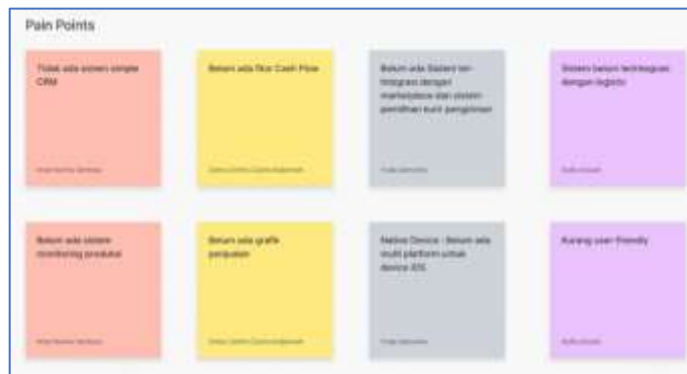 Pain Points
Tidak ada sistem simple
CRM
Belum ada fitur Cash Flow
Belum ada Sistem ter-
integrasi dengan
marketplace dan sistem
pemilihan kurir pengiriman
Sistem belum terintegrasi
dengan logistic
Belum ada sistem
monitoring produksi
Belum ada grafik
penjualan
Native Device - Belum ada
multi platform untuk
device IOS
Kurang user-friendly